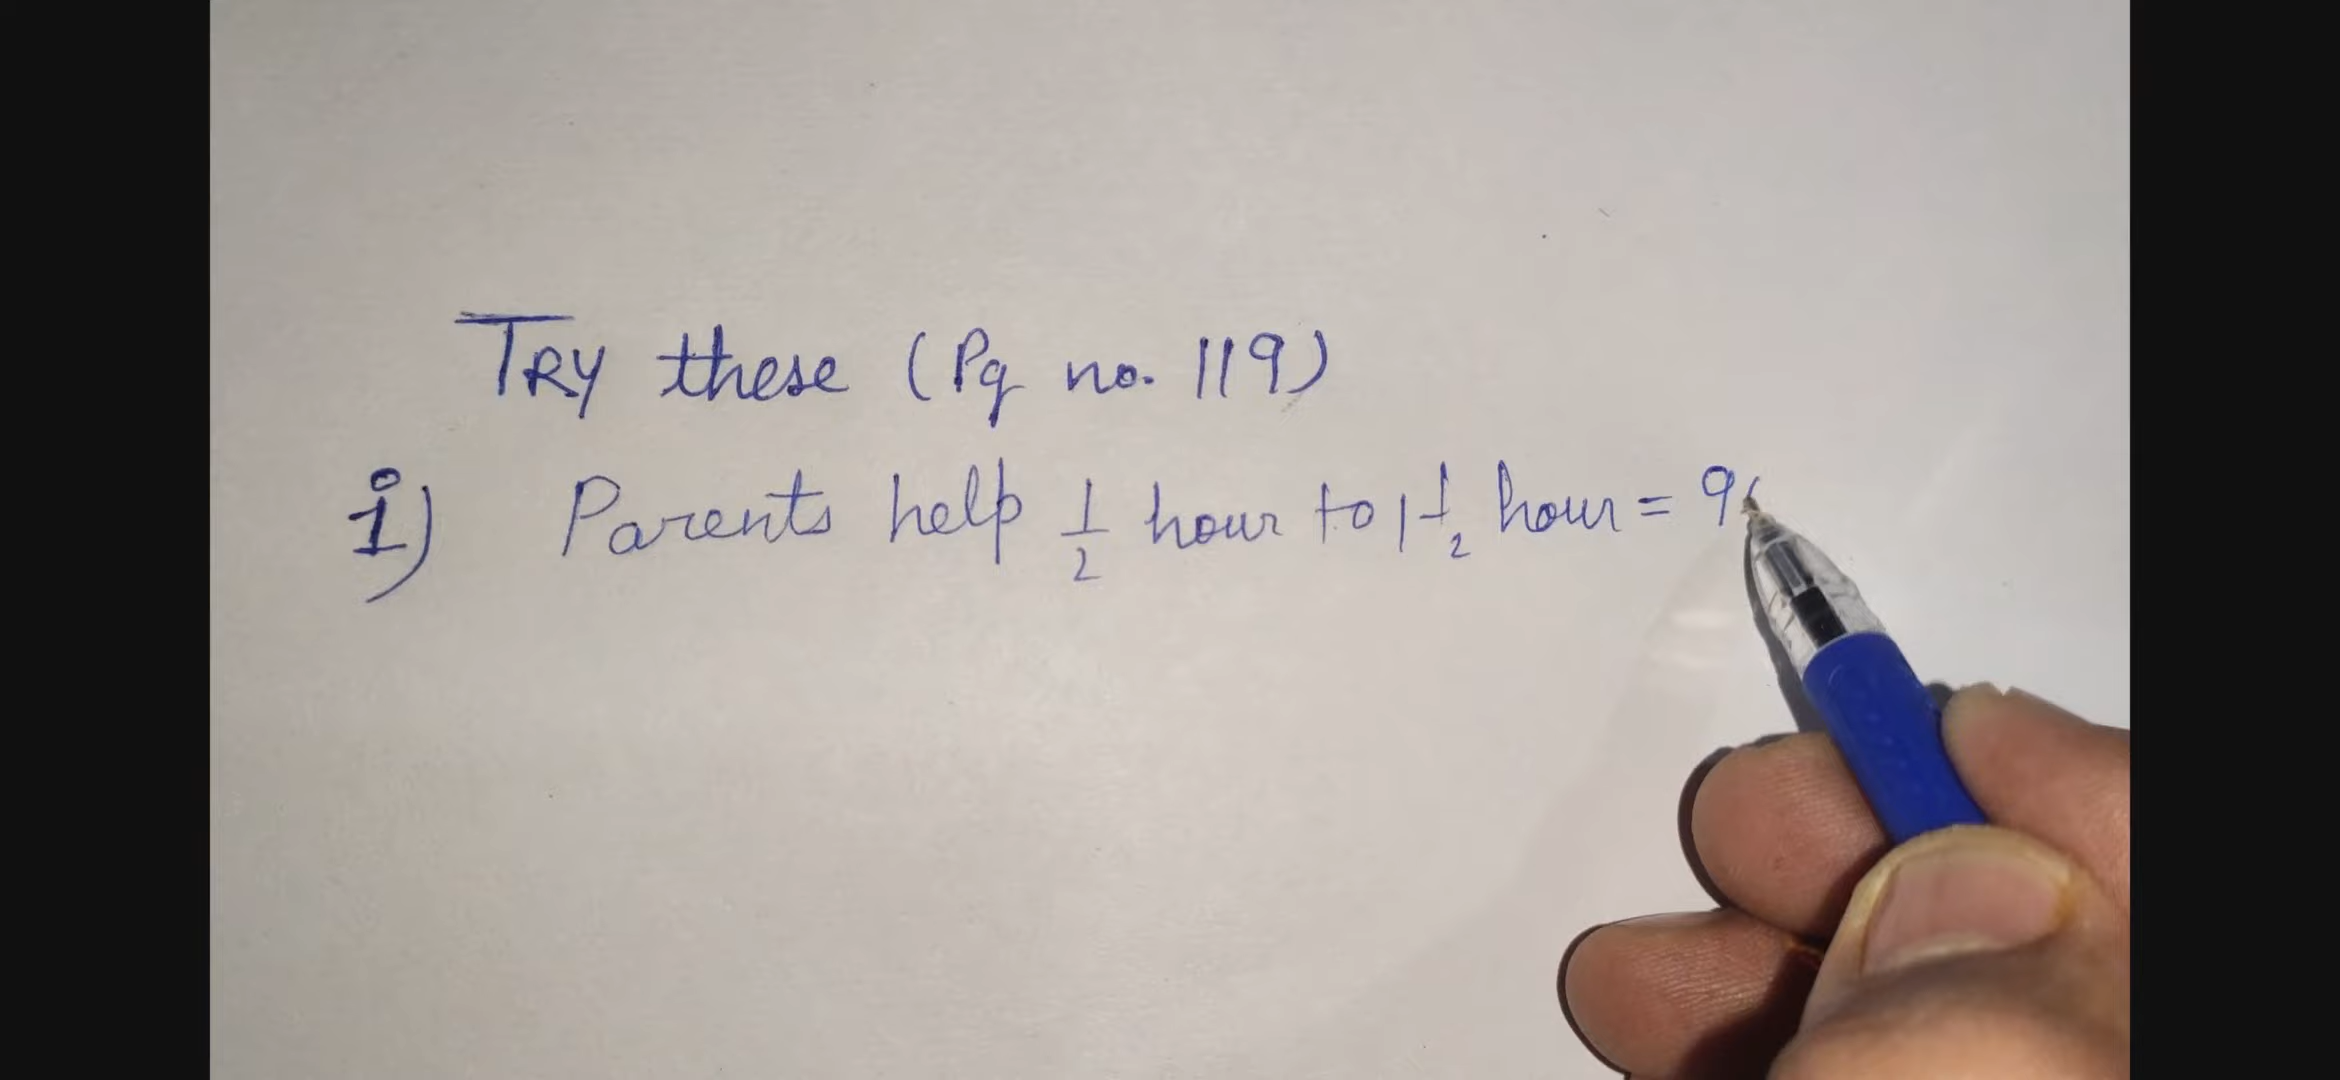 TRY these (Pg no. 119)
i) Parents help 1/2 hour to 1 1/2 hour = 9